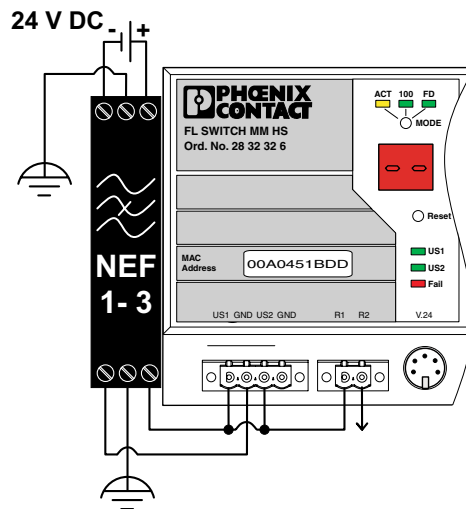 24 V DC - +
PHŒNIX
CONTACT
FL SWITCH MM HS
Ord. No. 28 32 32 6
ACT 100 FD
MODE
Reset
NEF
1- 3
MAC
Address
00A0451BDD
US1
US2
Fail
US1 GND US2 GND R1 R2 V.24